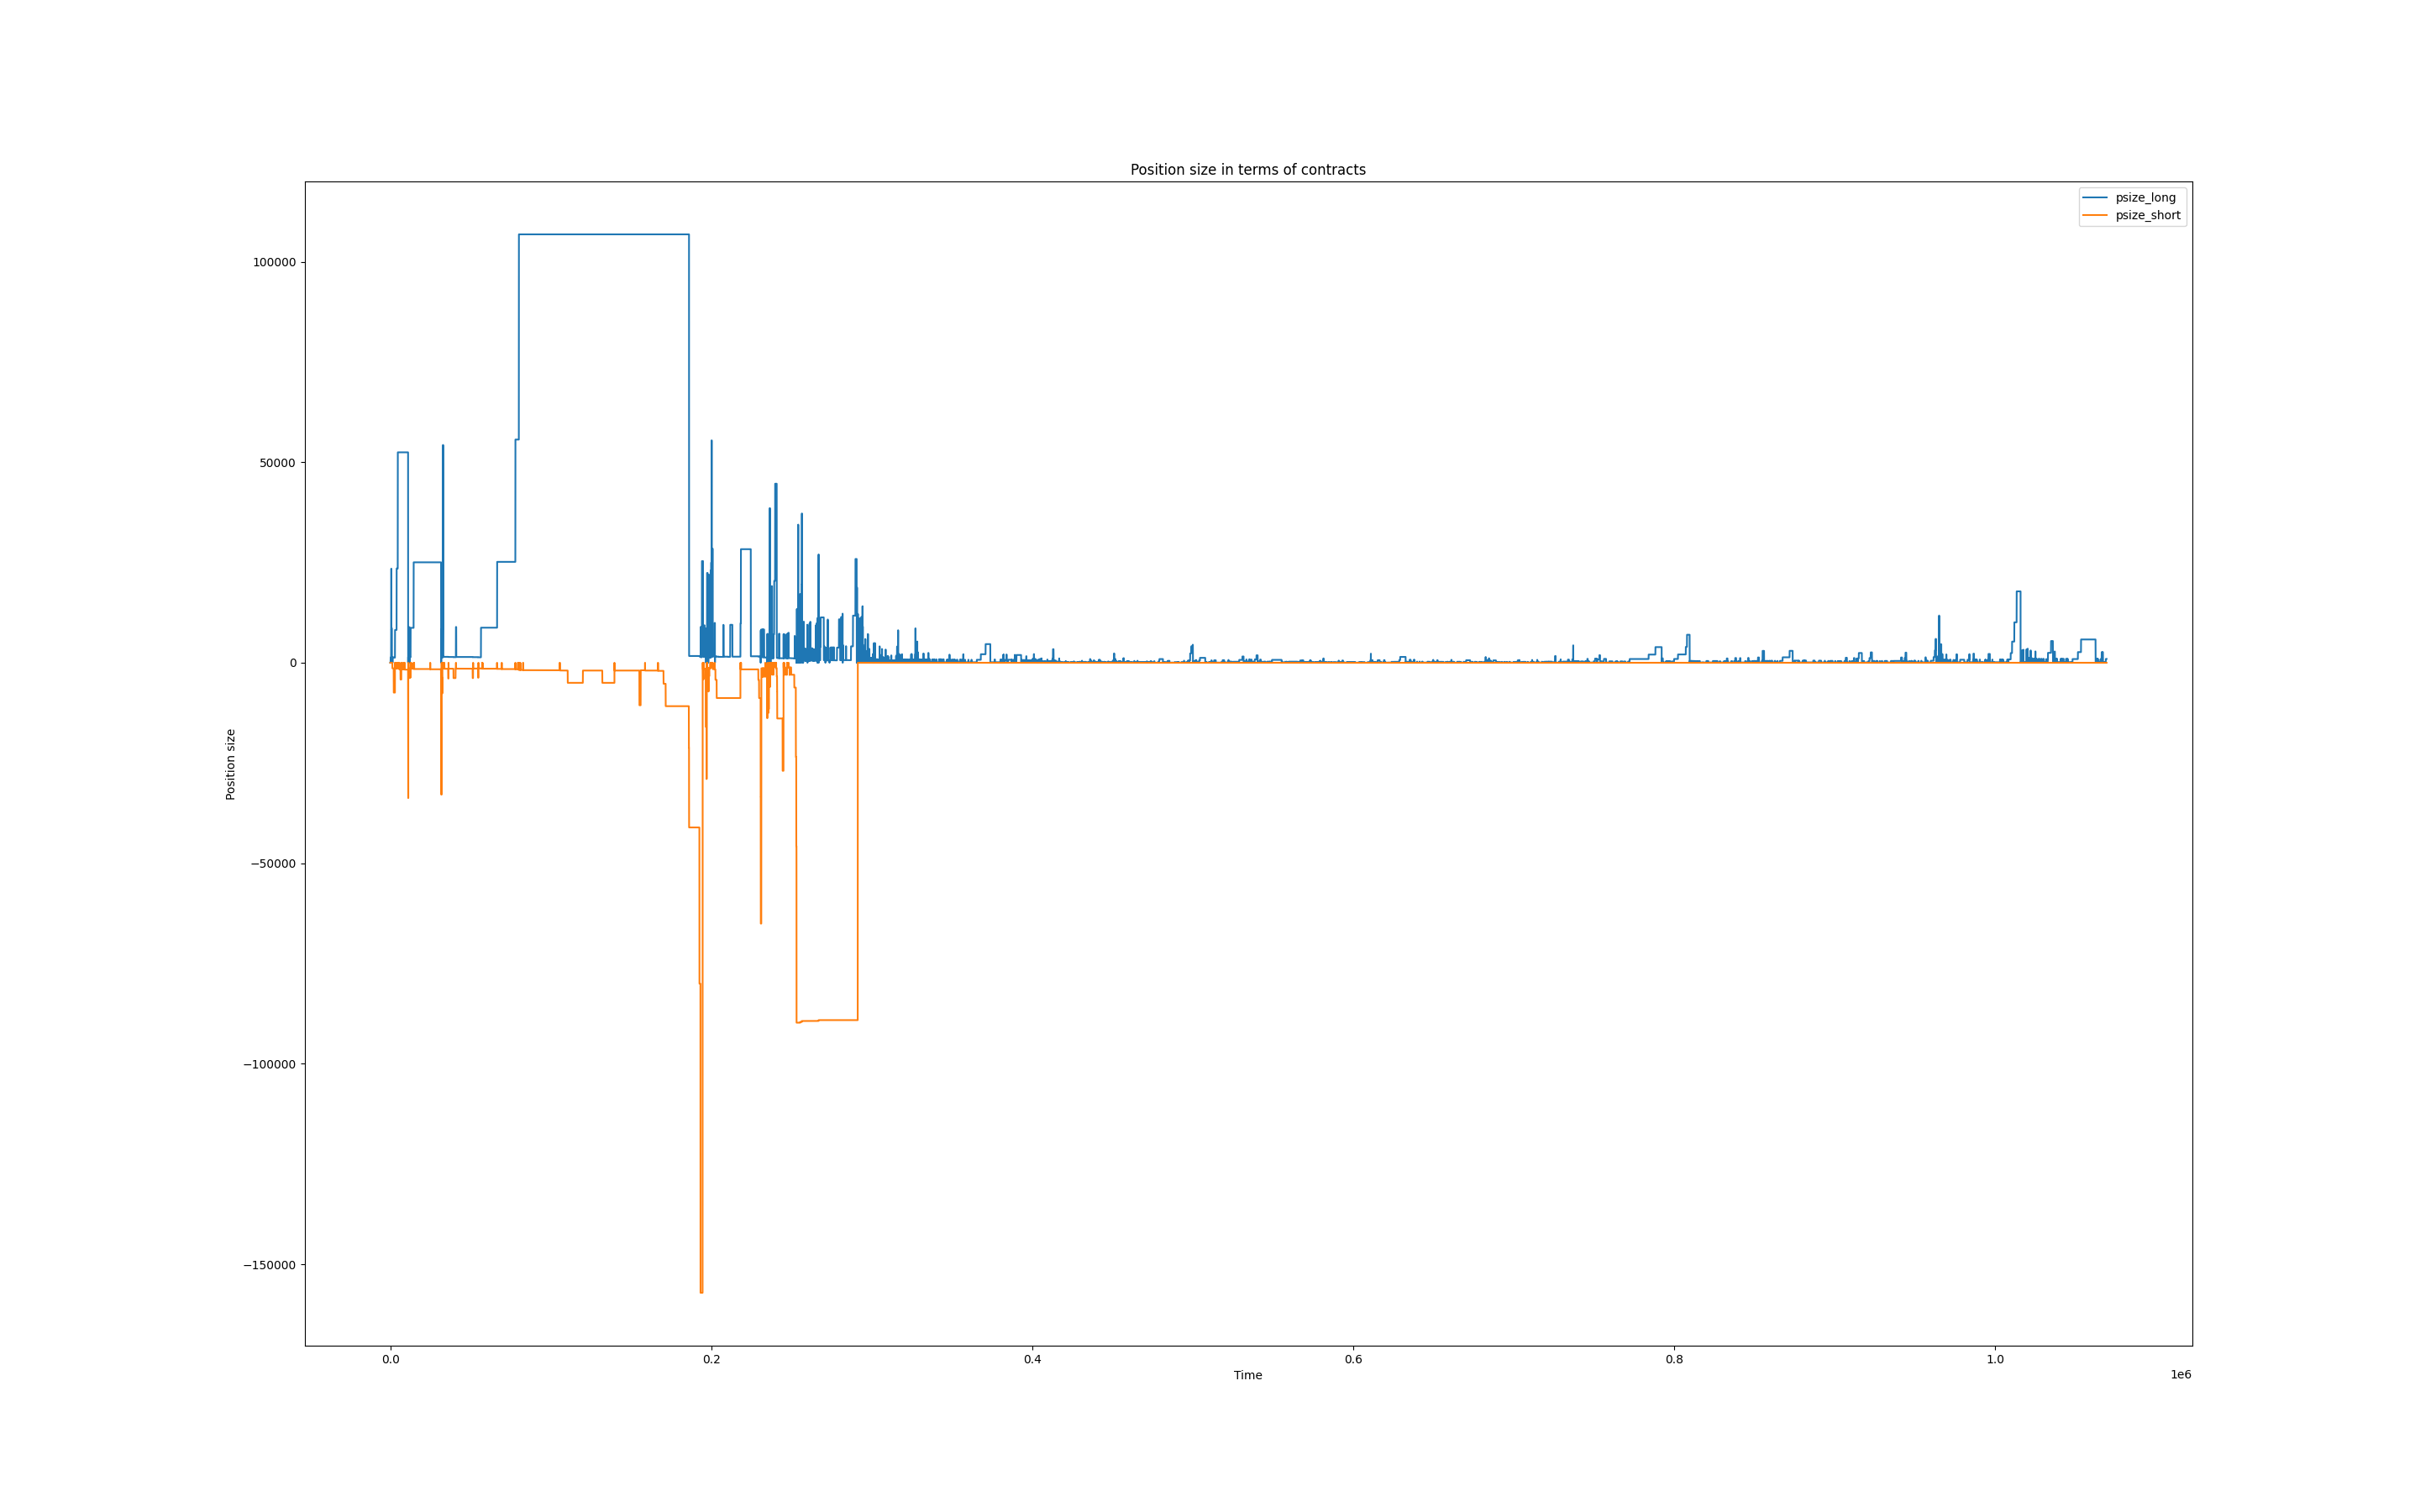 Position size in terms of contracts
psize_long
psize_short
100000
50000
0
−50000
−100000
−150000
Position size
0.0
0.2
0.4
0.6
0.8
1.0
Time
1e6